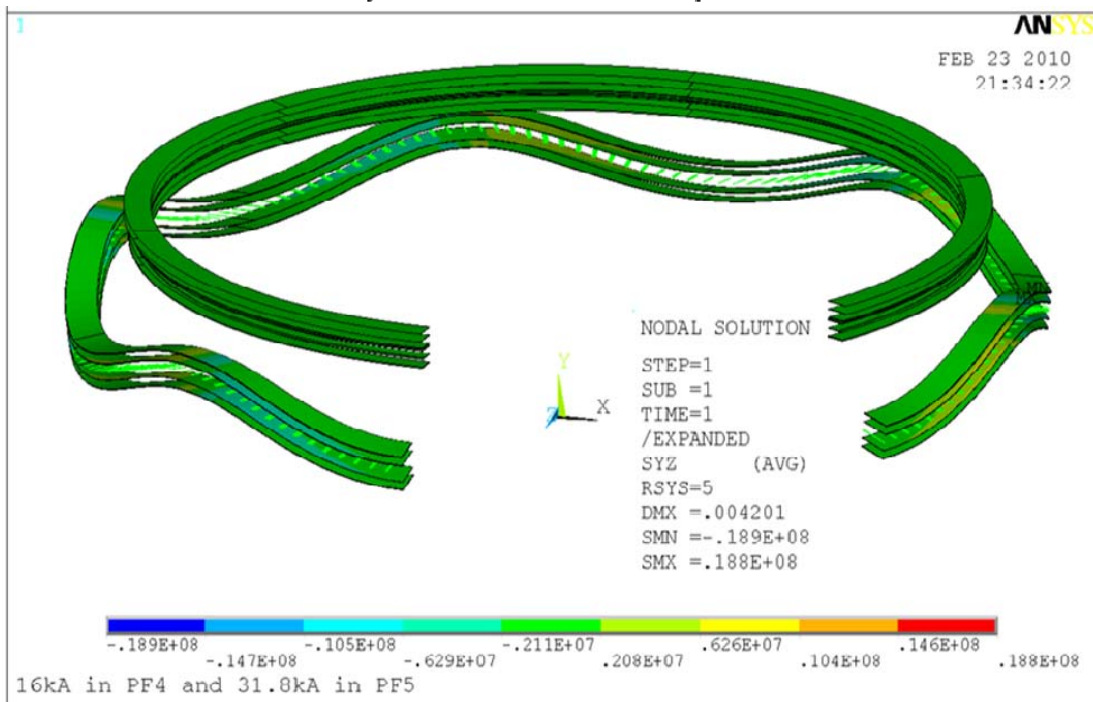 1
ANSYS
FEB 23 2010
21:34:22
MN
Y
X
Z
NODAL SOLUTION
STEP=1
SUB =1
TIME=1
/EXPANDED
SYZ (AVG)
RSYS=5
DMX =.004201
SMN =-.189E+08
SMX =.188E+08
-.189E+08 -.105E+08 -.211E+07 .626E+07 .146E+08
-.147E+08 -.629E+07 .208E+07 .104E+08 .188E+08
16kA in PF4 and 31.8kA in PF5